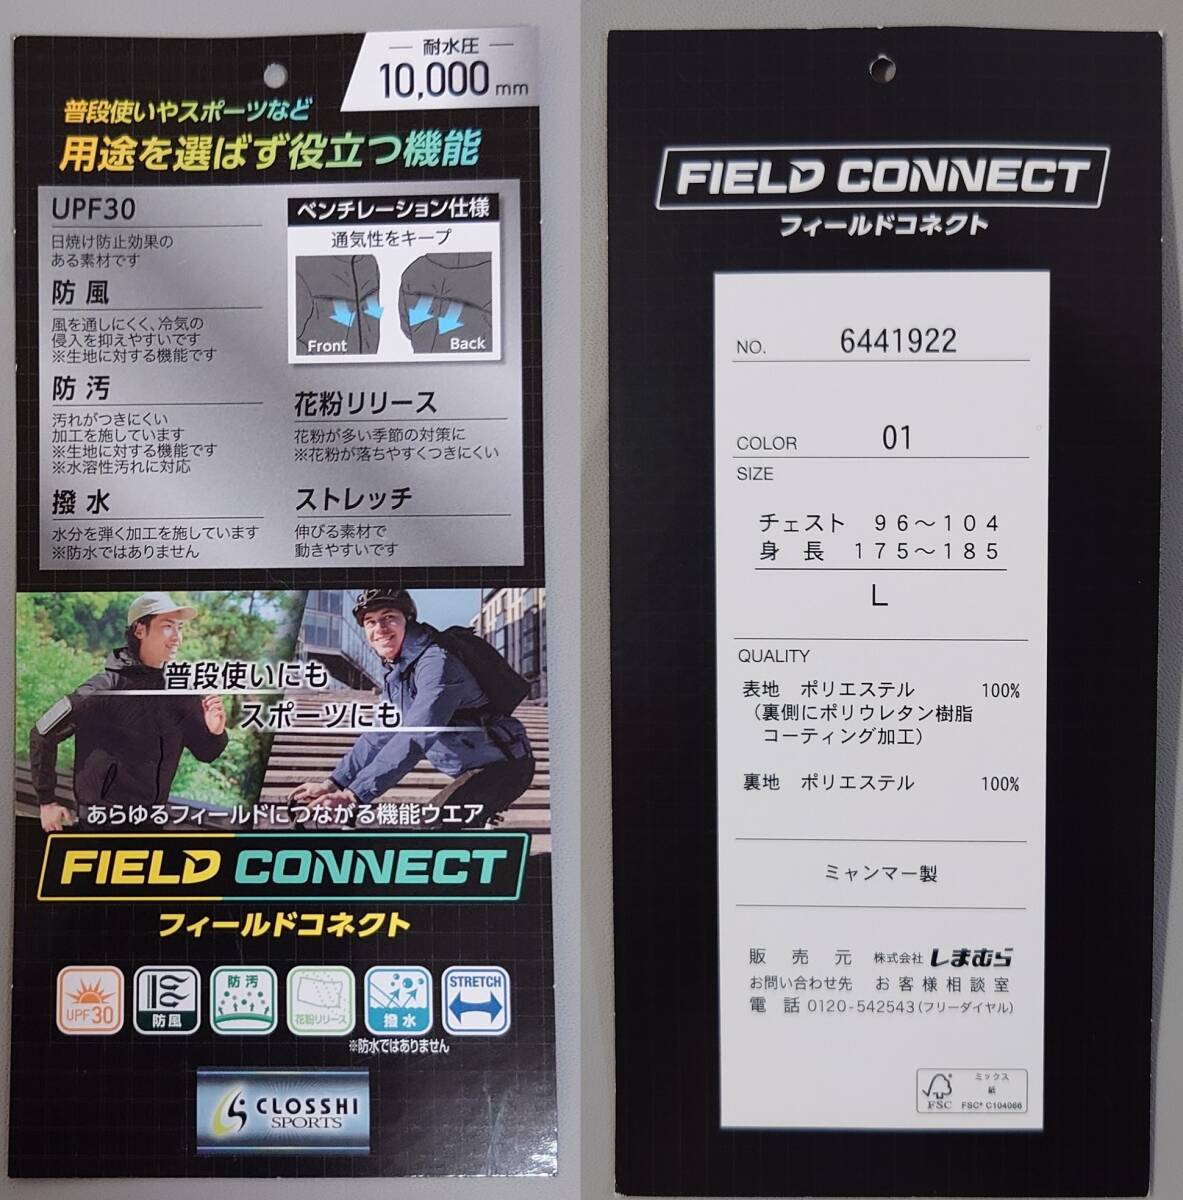 耐水圧
10,000mm
普段使いやスポーツなど
用途を選ばず役立つ機能
UPF30
日焼け防止効果の
ある素材です
防風
風を通しにくく、冷気の
侵入を抑えやすいです
※生地に対する機能です
防汚
汚れがつきにくい
加工を施しています
※生地に対する機能です
※水溶性汚れに対応
撥水
水分を弾く加工を施しています
※防水ではありません
ベンチレーション仕様
通気性をキープ
Front
Back
花粉リリース
花粉が多い季節の対策に
※花粉が落ちやすくつきにくい
ストレッチ
伸びる素材で
動きやすいです
普段使いにも
スポーツにも
あらゆるフィールドにつながる機能ウエア
FIELD CONNECT
フィールドコネクト
UPF30
防風
防汚
花粉リリース
撥水
STRETCH
※防水ではありません
CLOSSHI
SPORTS
FIELD CONNECT
フィールドコネクト
NO. 6441922
COLOR 01
SIZE
チェスト 96～104
身長 175～185
L
QUALITY
表地 ポリエステル 100%
（裏側にポリウレタン樹脂
コーティング加工）
裏地 ポリエステル 100%
ミャンマー製
販売元 株式会社 しまむら
お問い合わせ先 お客様相談室
電話 0120-542543（フリーダイヤル）
ミックス
紙
FSC FSC® C104066